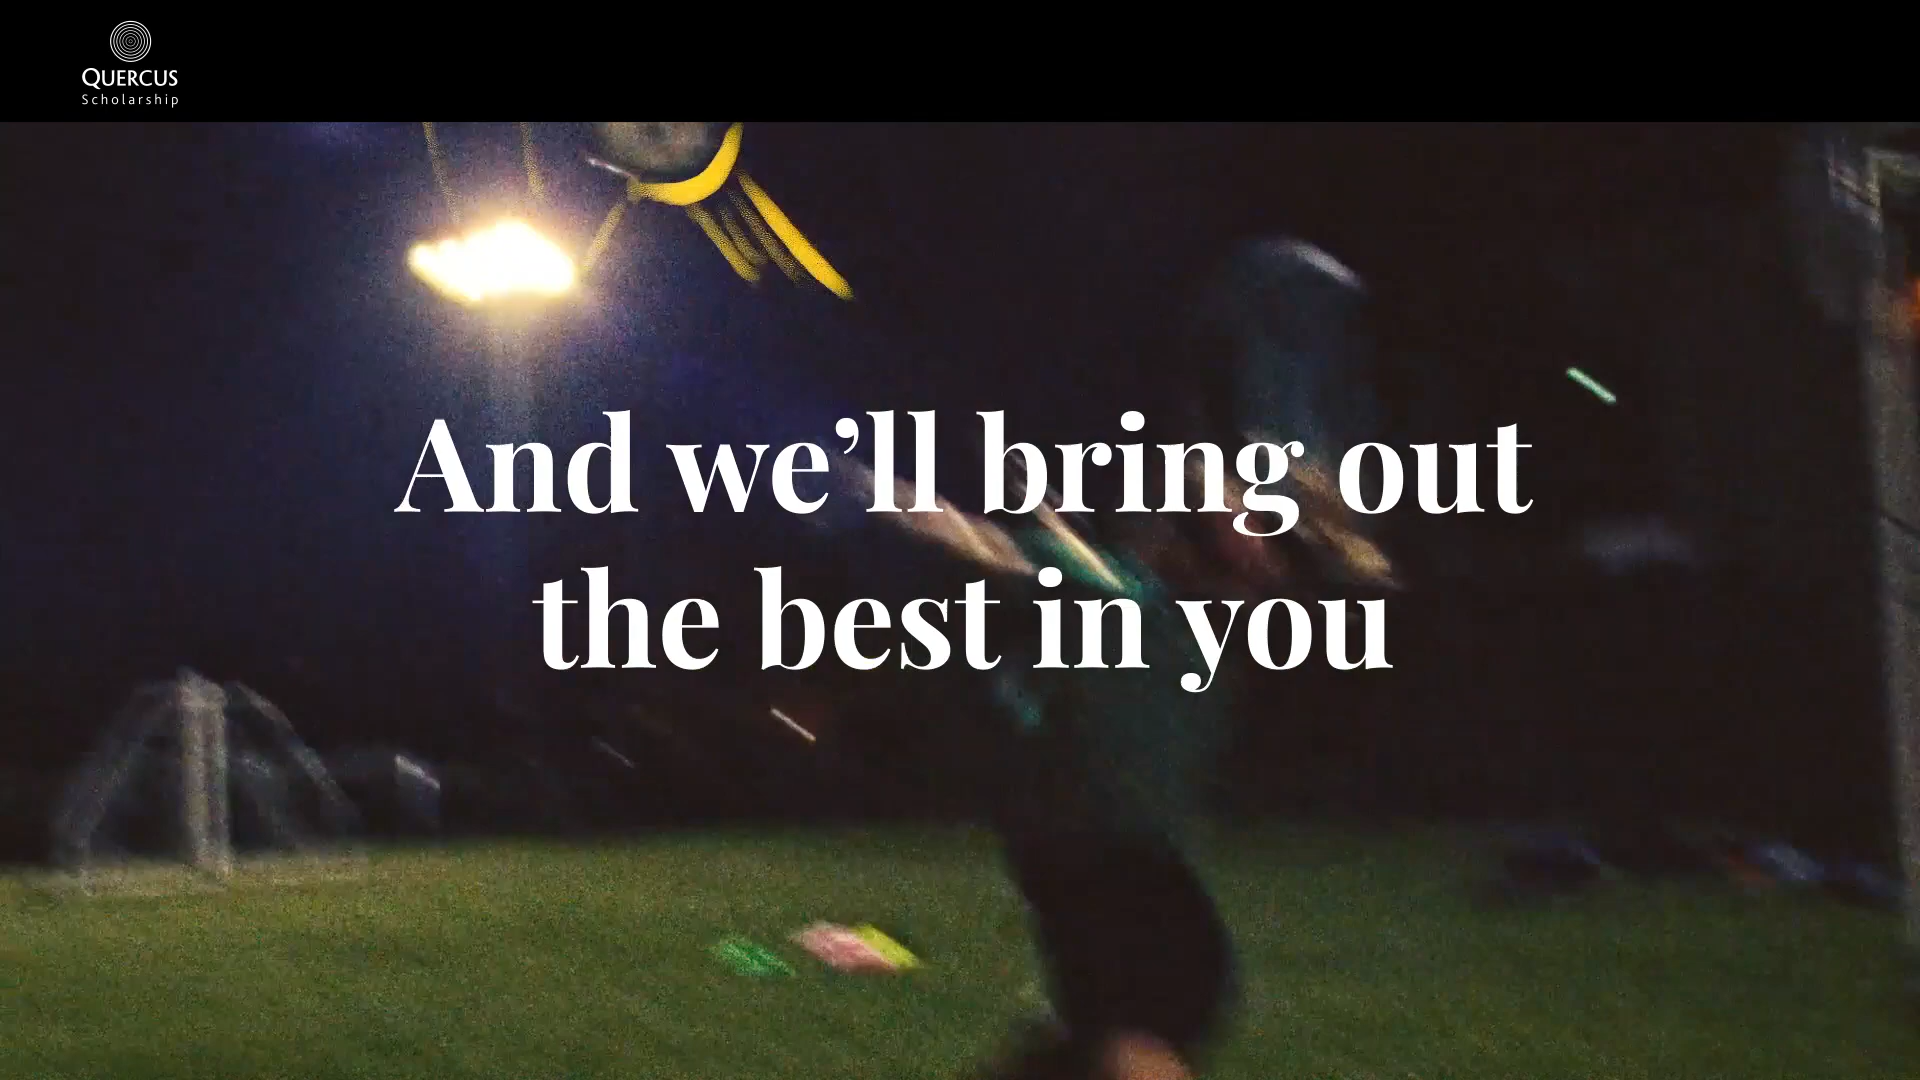 QUERCUS
Scholarship
And we’ll bring out
the best in you